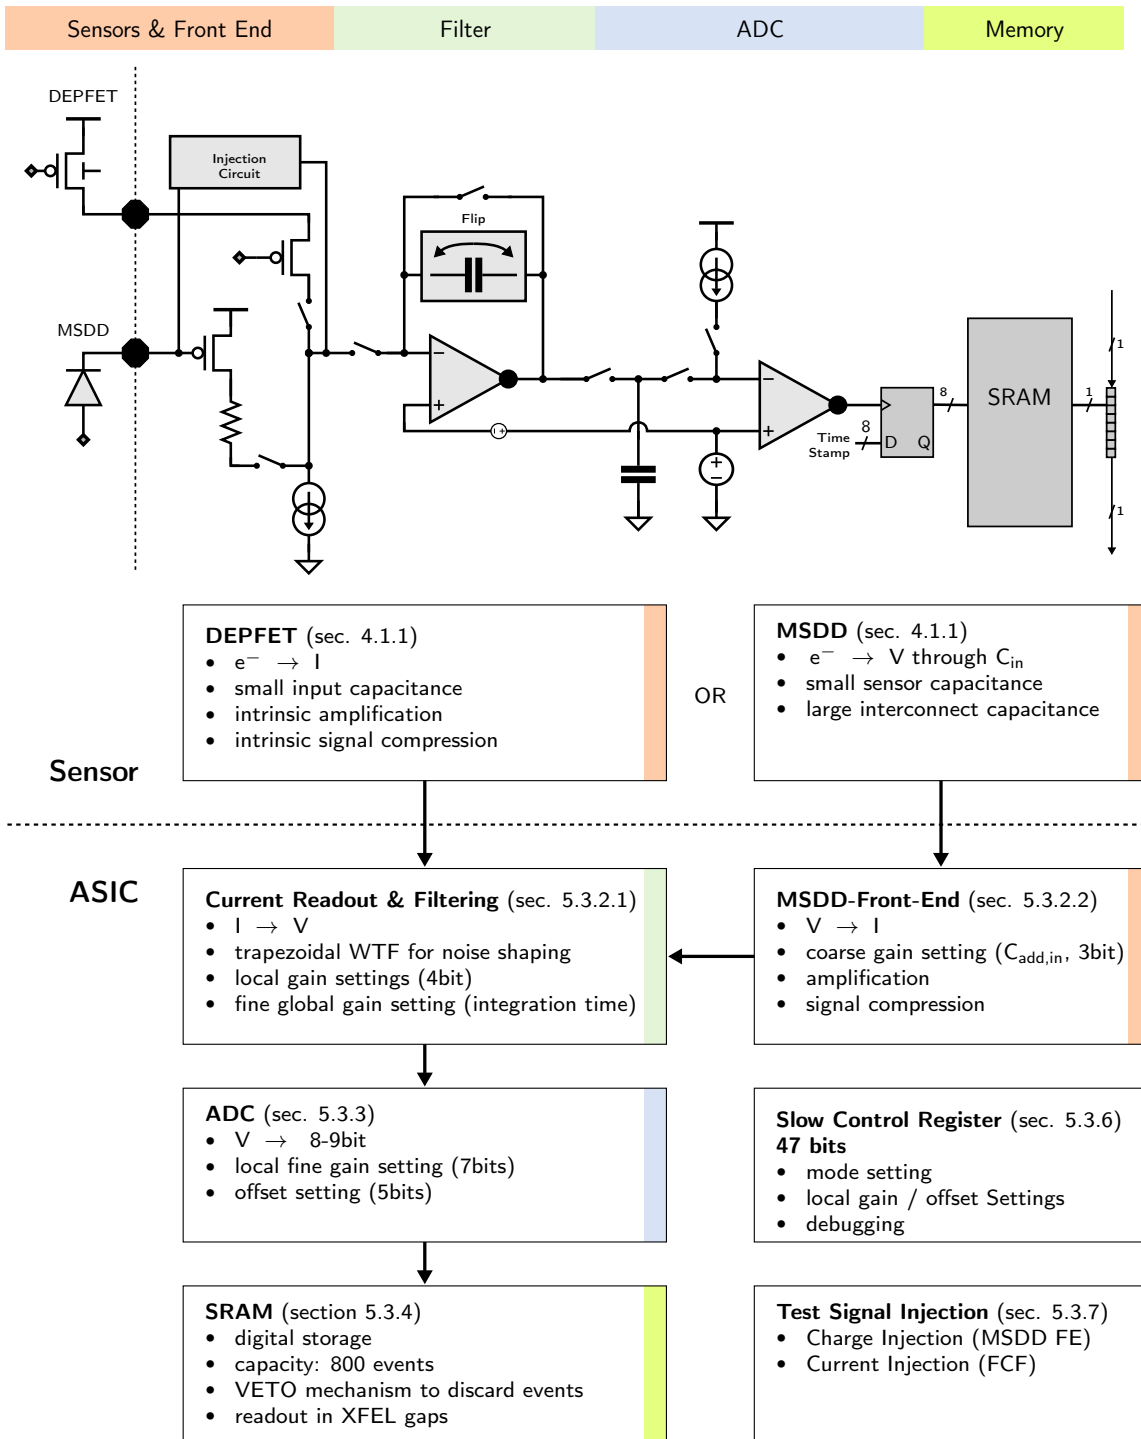 Sensors & Front End Filter ADC Memory
DEPFET
Injection
Circuit
Flip
MSDD
− + − +
+
−
Time
Stamp
8
D Q
8
SRAM
1
1
1
DEPFET (sec. 4.1.1)
• e− → I
• small input capacitance
• intrinsic amplification
• intrinsic signal compression
OR
MSDD (sec. 4.1.1)
• e− → V through Cin
• small sensor capacitance
• large interconnect capacitance
Sensor
ASIC
Current Readout & Filtering (sec. 5.3.2.1)
• I → V
• trapezoidal WTF for noise shaping
• local gain settings (4bit)
• fine global gain setting (integration time)
MSDD-Front-End (sec. 5.3.2.2)
• V → I
• coarse gain setting (Cadd,in, 3bit)
• amplification
• signal compression
ADC (sec. 5.3.3)
• V → 8-9bit
• local fine gain setting (7bits)
• offset setting (5bits)
Slow Control Register (sec. 5.3.6)
47 bits
• mode setting
• local gain / offset Settings
• debugging
SRAM (section 5.3.4)
• digital storage
• capacity: 800 events
• VETO mechanism to discard events
• readout in XFEL gaps
Test Signal Injection (sec. 5.3.7)
• Charge Injection (MSDD FE)
• Current Injection (FCF)